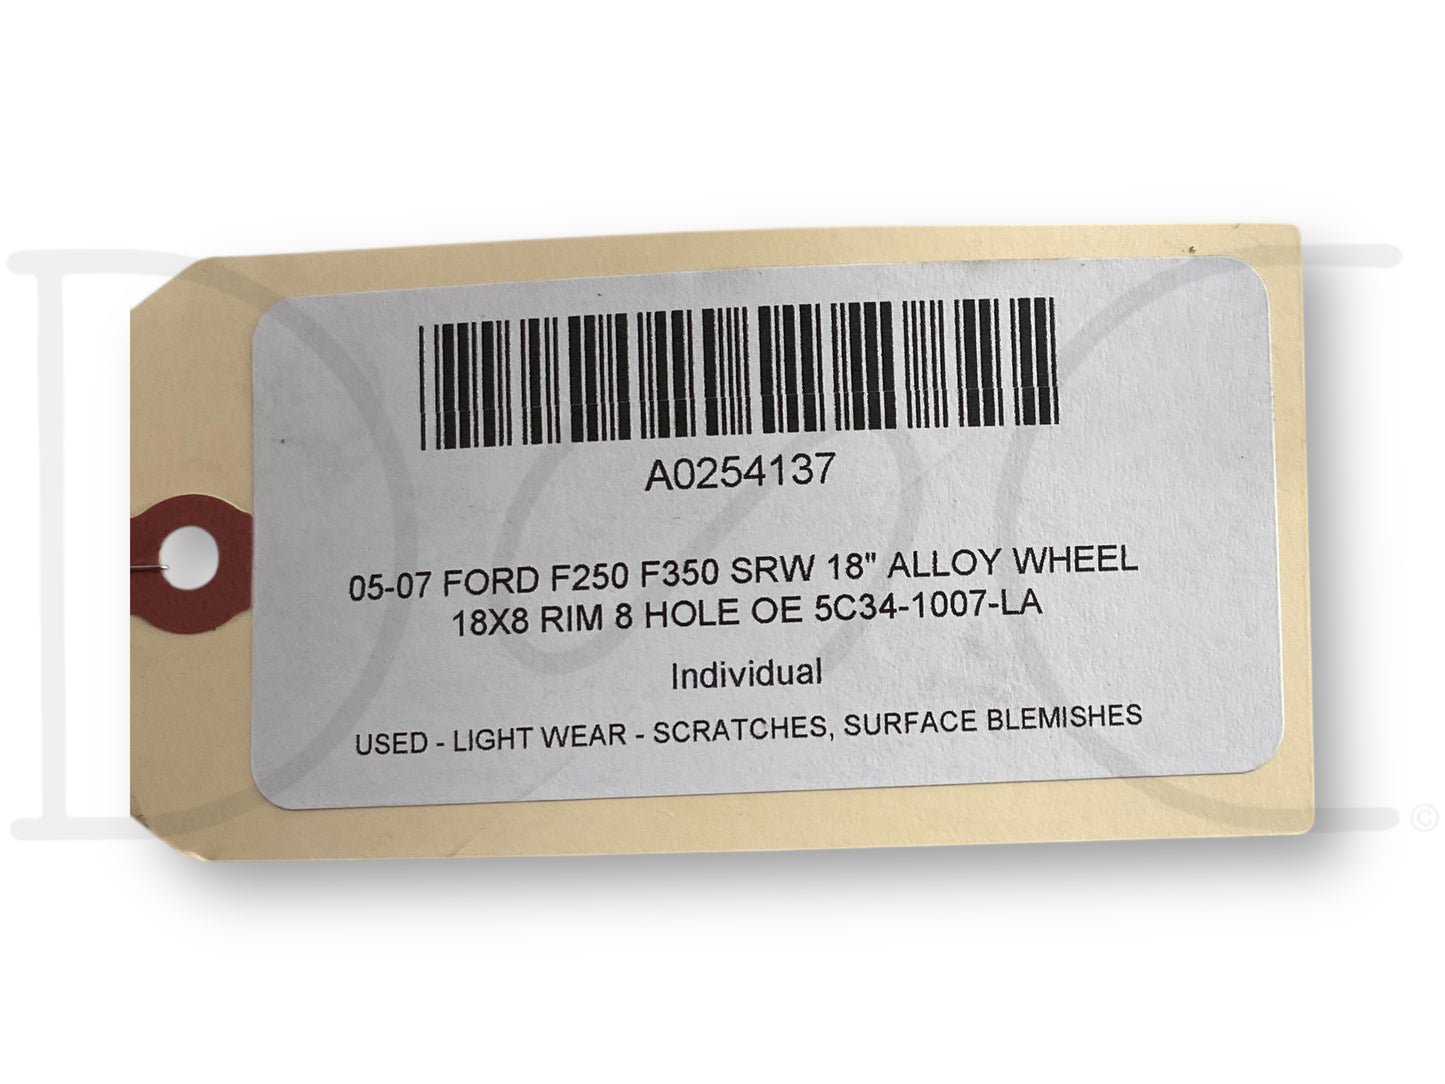 A0254137
05-07 FORD F250 F350 SRW 18" ALLOY WHEEL
18X8 RIM 8 HOLE OE 5C34-1007-LA
Individual
USED - LIGHT WEAR - SCRATCHES, SURFACE BLEMISHES
©